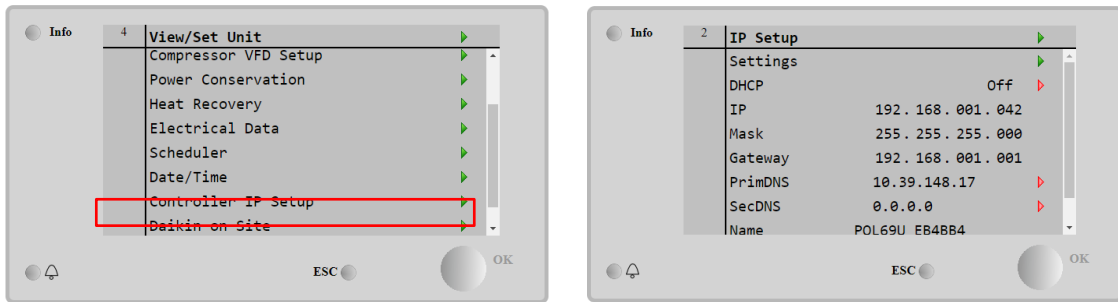 Info
4 View/Set Unit
Compressor VFD Setup
Power Conservation
Heat Recovery
Electrical Data
Scheduler
Date/Time
Controller IP Setup
Daikin on Site
ESC
OK
Info
2 IP Setup
Settings
DHCP Off
IP 192.168.001.042
Mask 255.255.255.000
Gateway 192.168.001.001
PrimDNS 10.39.148.17
SecDNS 0.0.0.0
Name POL69U_EB4BB4
ESC
OK